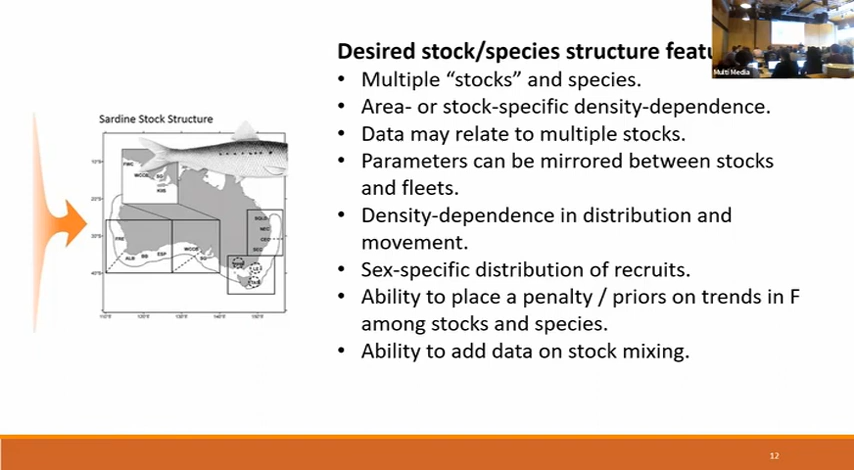 Desired stock/species structure
Multi Media
• Multiple “stocks” and species.
• Area- or stock-specific density-dependence.
• Data may relate to multiple stocks.
• Parameters can be mirrored between stocks
and fleets.
• Density-dependence in distribution and
movement.
• Sex-specific distribution of recruits.
• Ability to place a penalty / priors on trends in F
among stocks and species.
• Ability to add data on stock mixing.
Sardine Stock Structure
12